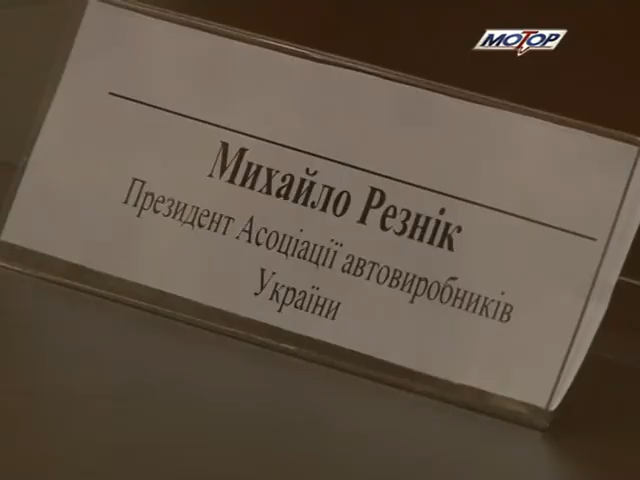 МОТОР
Михайло Резнік
Президент Асоціації автовиробників
України